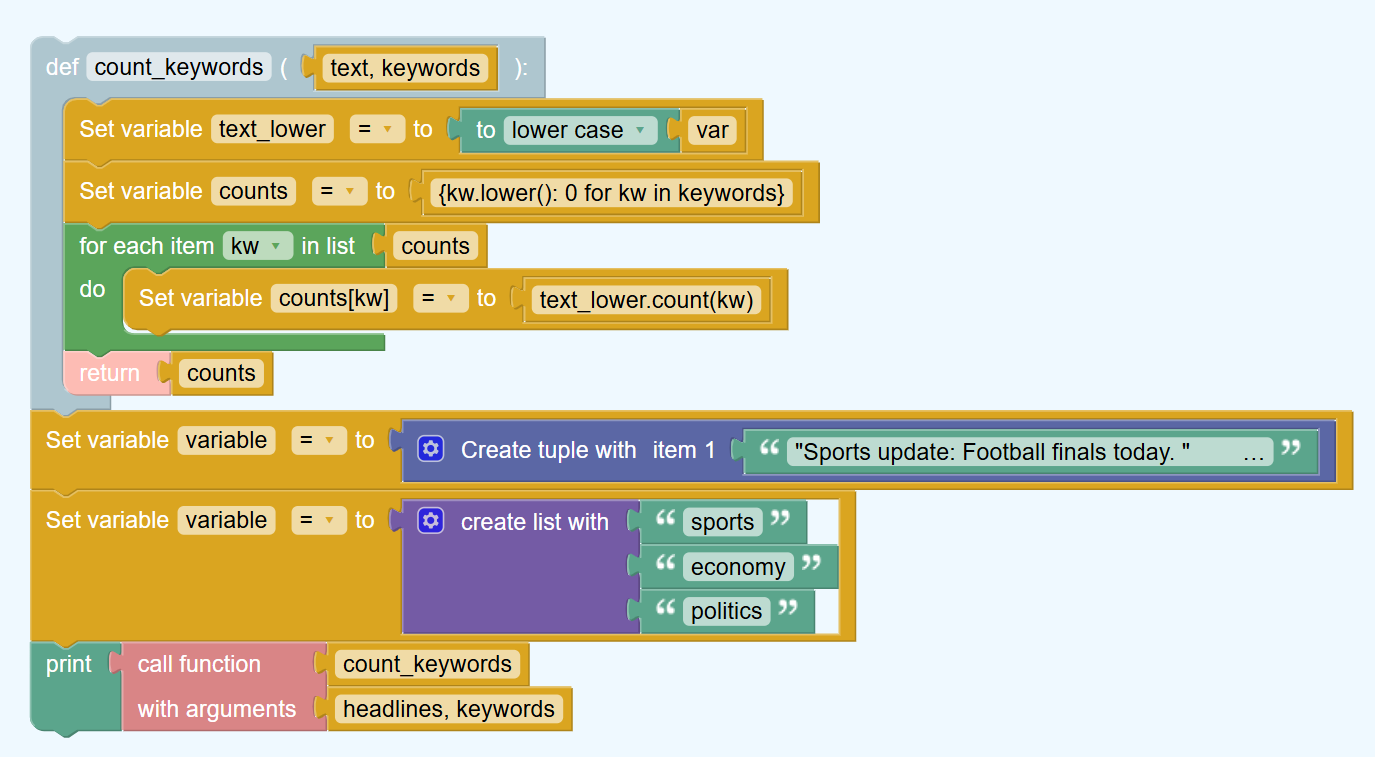 def count_keywords ( text, keywords ):
Set variable text_lower = to to lower case var
Set variable counts = to {kw.lower(): 0 for kw in keywords}
for each item kw in list counts
do Set variable counts[kw] = to text_lower.count(kw)
return counts
Set variable variable = to Create tuple with item 1 “ "Sports update: Football finals today. " ... ”
Set variable variable = to create list with “ sports ”
“ economy ”
“ politics ”
print call function count_keywords
with arguments headlines, keywords